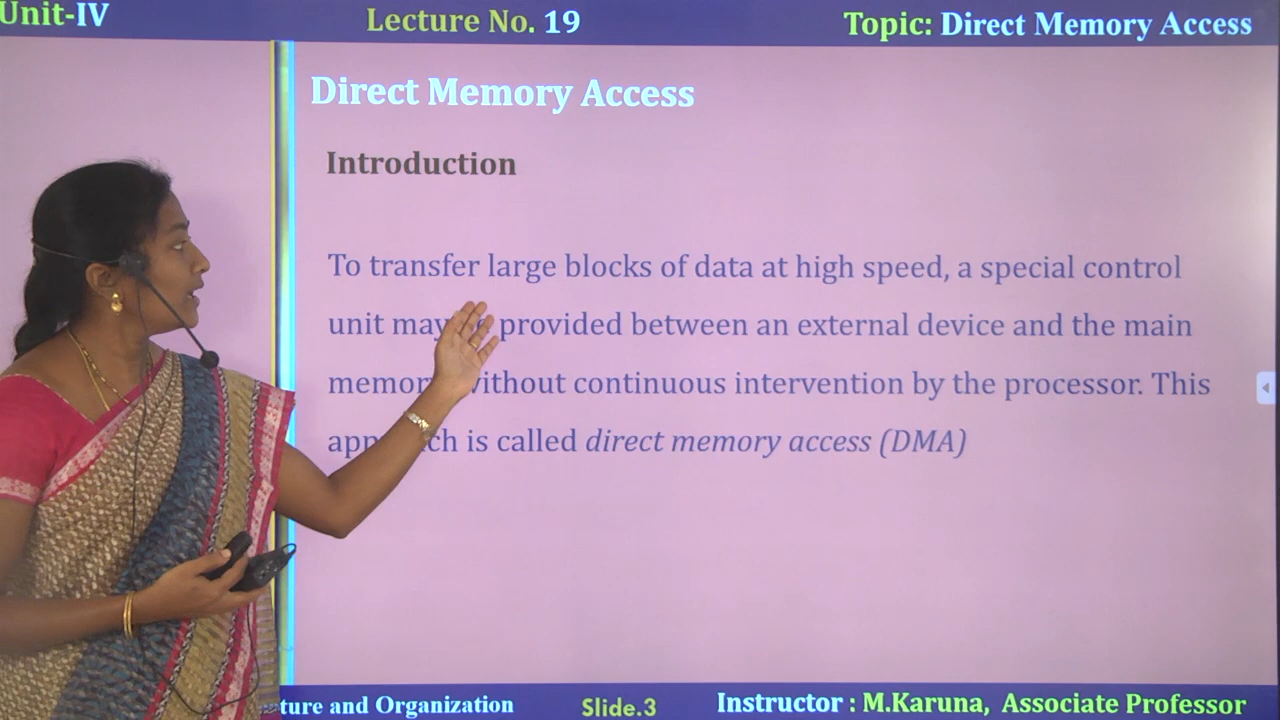 Unit-IV
Lecture No. 19
Topic: Direct Memory Access
Direct Memory Access
Introduction
To transfer large blocks of data at high speed, a special control
unit may provided between an external device and the main
without continuous intervention by the processor. This
is called direct memory access (DMA)
ture and Organization
Slide.3
Instructor : M.Karuna, Associate Professor